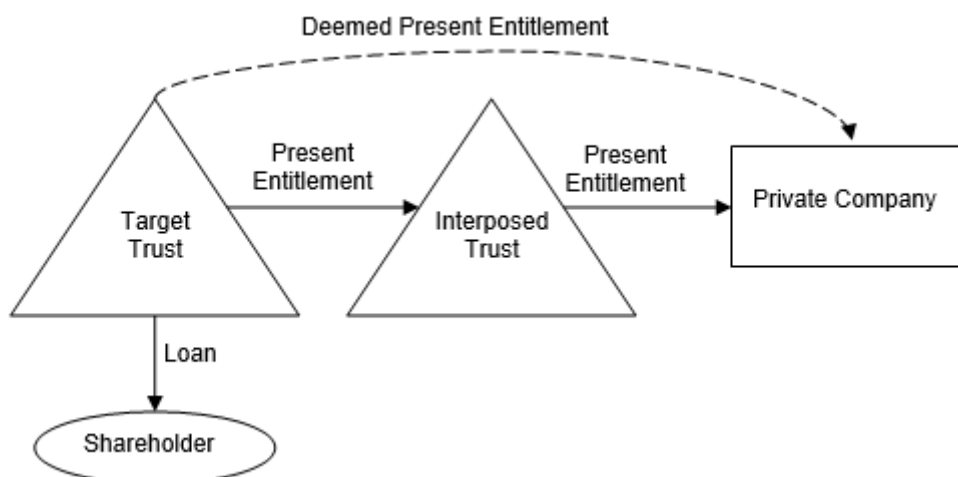 Deemed Present Entitlement
Present
Entitlement
Present
Entitlement
Target
Trust
Interposed
Trust
Private Company
Loan
Shareholder